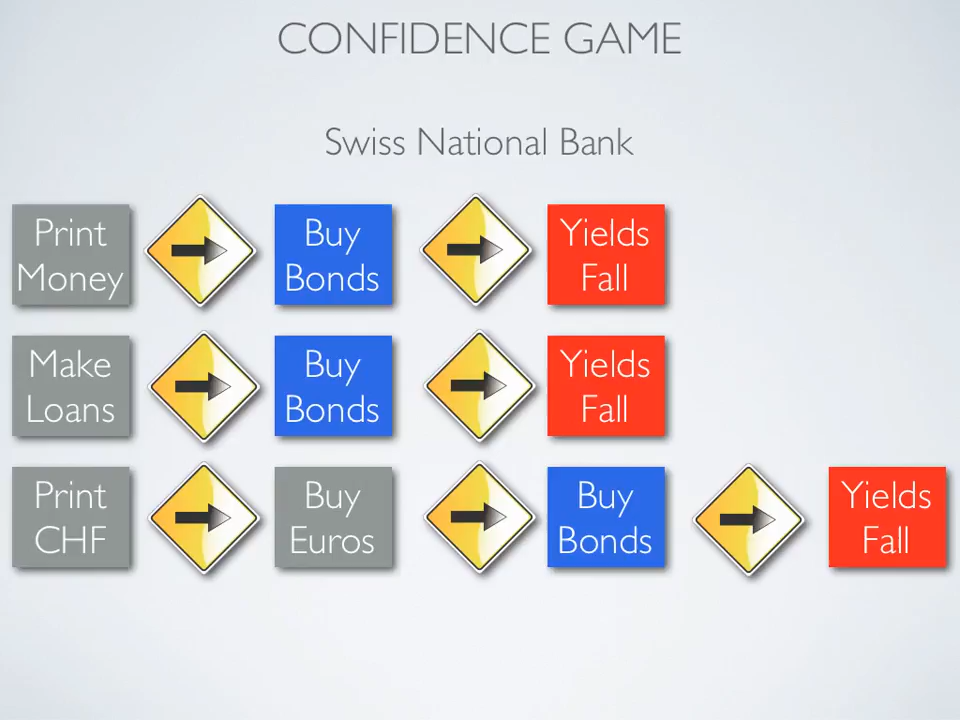 CONFIDENCE GAME
Swiss National Bank
Print
Money
Buy
Bonds
Yields
Fall
Make
Loans
Buy
Bonds
Yields
Fall
Print
CHF
Buy
Euros
Buy
Bonds
Yields
Fall